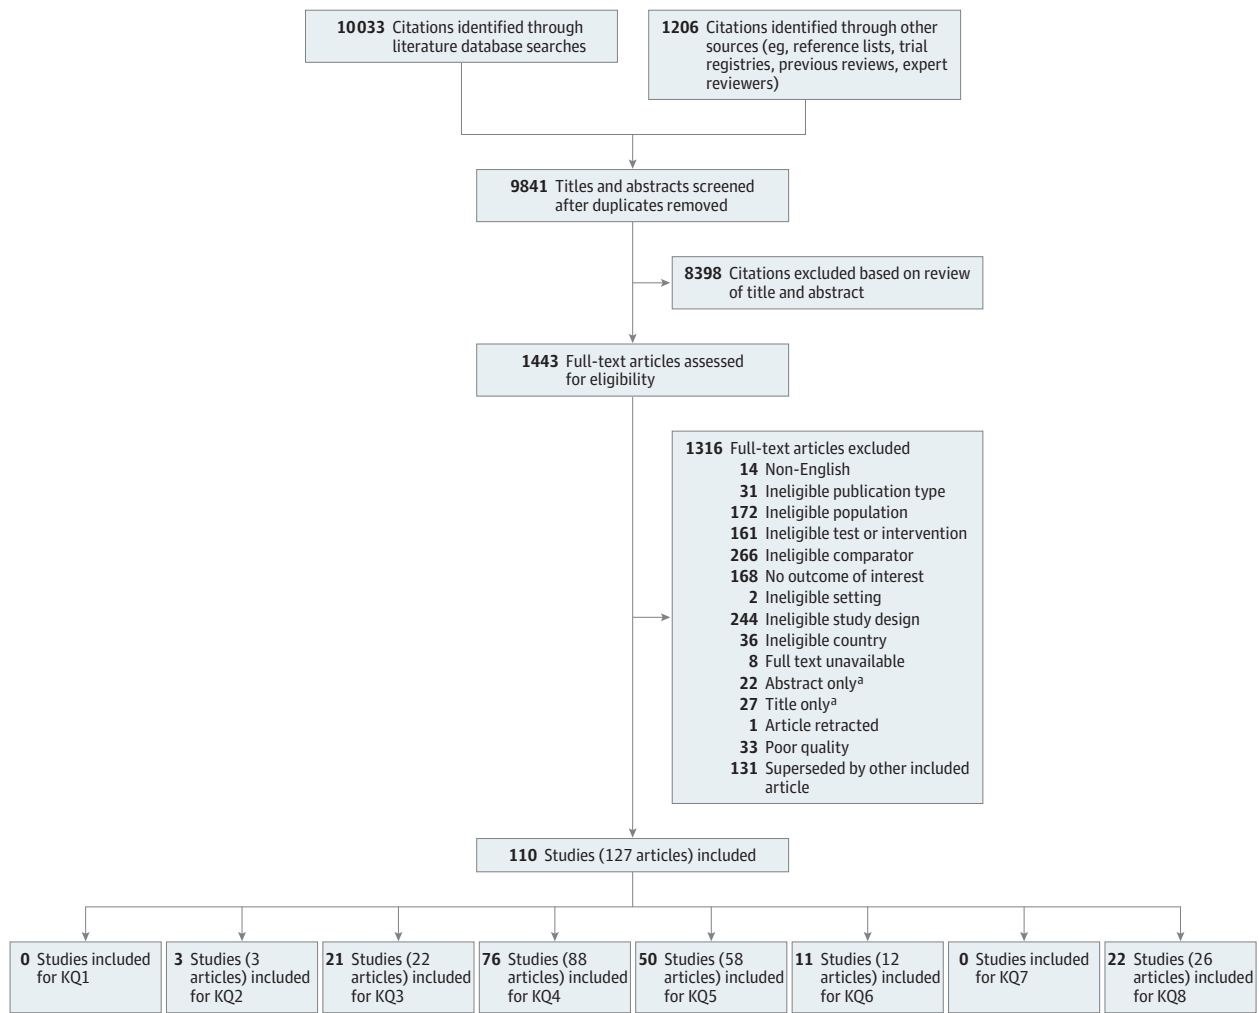 10033 Citations identified through
literature database searches
1206 Citations identified through other
sources (eg, reference lists, trial
registries, previous reviews, expert
reviewers)
9841 Titles and abstracts screened
after duplicates removed
8398 Citations excluded based on review
of title and abstract
1443 Full-text articles assessed
for eligibility
1316 Full-text articles excluded
14 Non-English
31 Ineligible publication type
172 Ineligible population
161 Ineligible test or intervention
266 Ineligible comparator
168 No outcome of interest
2 Ineligible setting
244 Ineligible study design
36 Ineligible country
8 Full text unavailable
22 Abstract onlyᵃ
27 Title onlyᵃ
1 Article retracted
33 Poor quality
131 Superseded by other included
article
110 Studies (127 articles) included
0 Studies included
for KQ1
3 Studies (3
articles) included
for KQ2
21 Studies (22
articles) included
for KQ3
76 Studies (88
articles) included
for KQ4
50 Studies (58
articles) included
for KQ5
11 Studies (12
articles) included
for KQ6
0 Studies included
for KQ7
22 Studies (26
articles) included
for KQ8